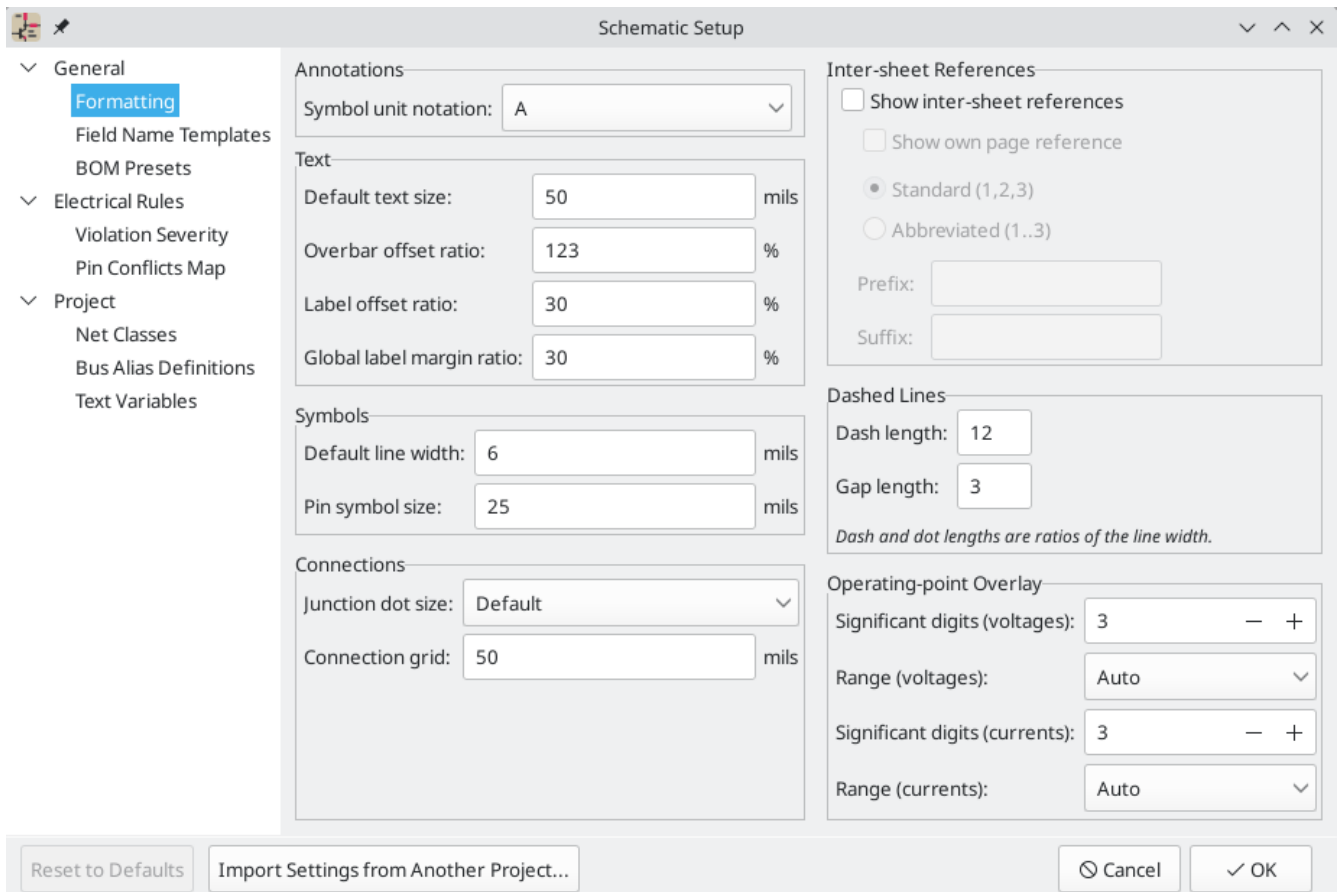 Schematic Setup
General
Formatting
Field Name Templates
BOM Presets
Electrical Rules
Violation Severity
Pin Conflicts Map
Project
Net Classes
Bus Alias Definitions
Text Variables
Annotations
Symbol unit notation: A
Text
Default text size: 50 mils
Overbar offset ratio: 123 %
Label offset ratio: 30 %
Global label margin ratio: 30 %
Symbols
Default line width: 6 mils
Pin symbol size: 25 mils
Connections
Junction dot size: Default
Connection grid: 50 mils
Inter-sheet References
Show inter-sheet references
Show own page reference
Standard (1,2,3)
Abbreviated (1..3)
Prefix:
Suffix:
Dashed Lines
Dash length: 12
Gap length: 3
Dash and dot lengths are ratios of the line width.
Operating-point Overlay
Significant digits (voltages): 3
Range (voltages): Auto
Significant digits (currents): 3
Range (currents): Auto
Reset to Defaults
Import Settings from Another Project...
Cancel
OK